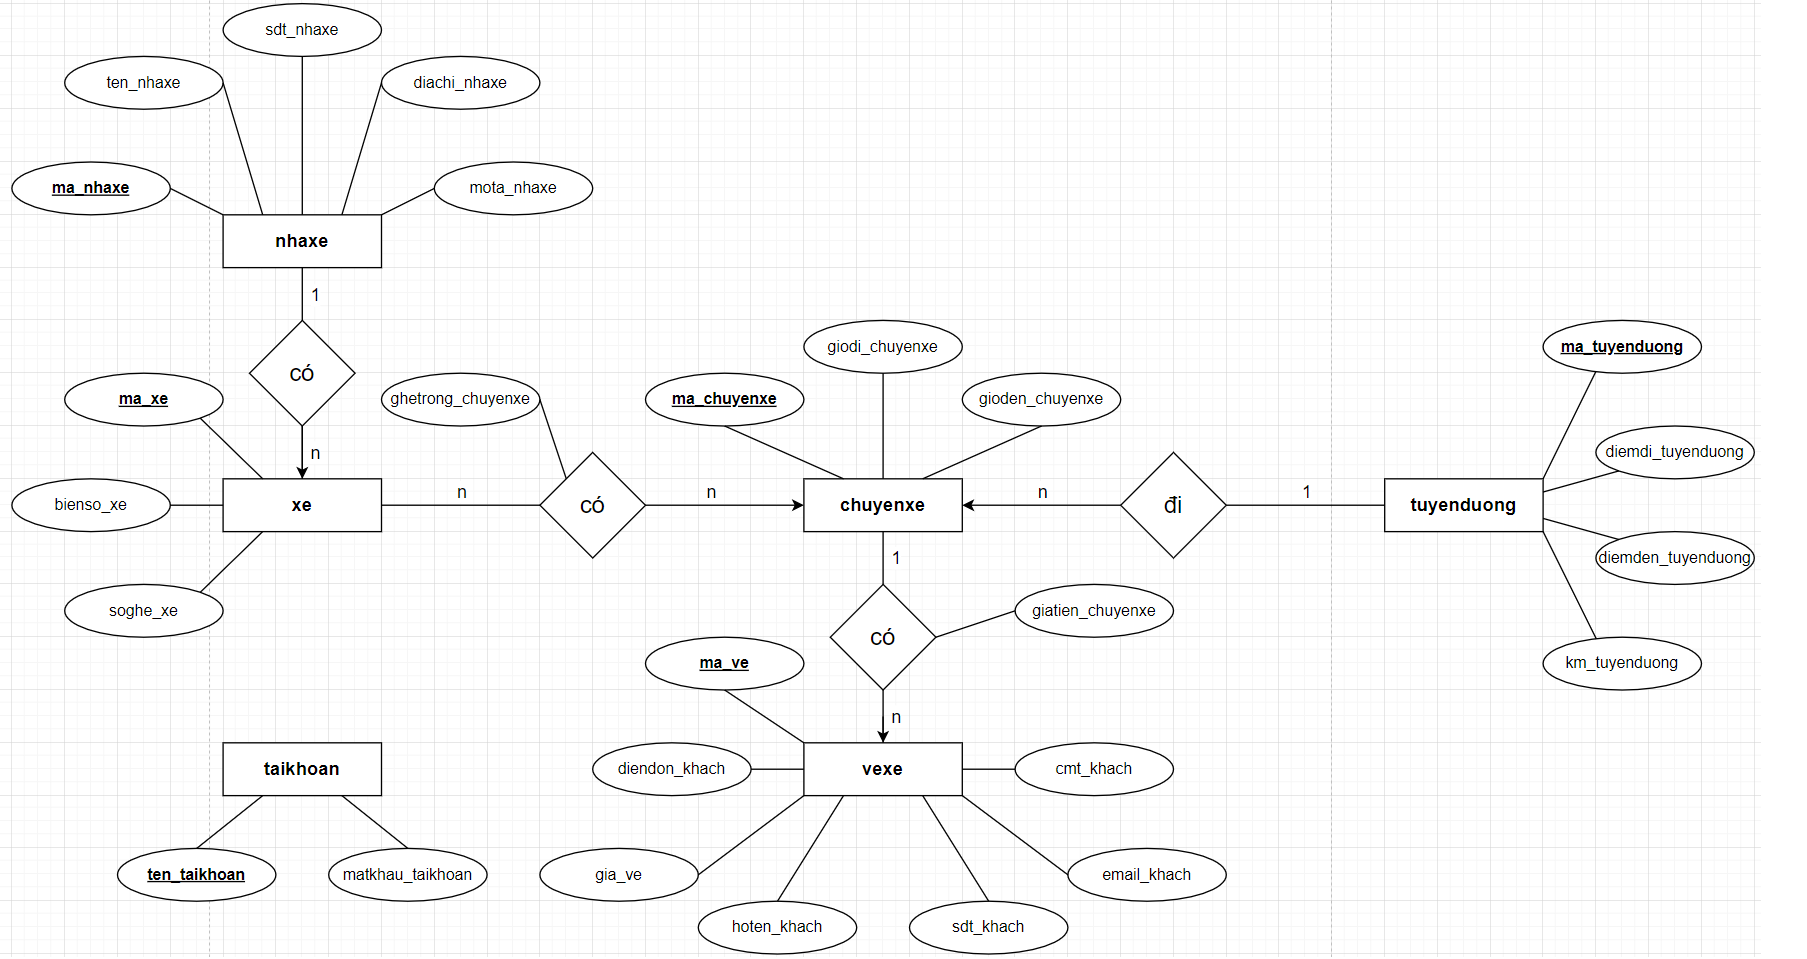 sdt_nhaxe
ten_nhaxe
diachi_nhaxe
ma_nhaxe
mota_nhaxe
nhaxe
1
có
n
ma_xe
bienso_xe
soghe_xe
xe
n
ghetrong_chuyenxe
có
n
giodi_chuyenxe
ma_chuyenxe
gioden_chuyenxe
chuyenxe
n
đi
1
ma_tuyenduong
diemdi_tuyenduong
tuyenduong
diemden_tuyenduong
km_tuyenduong
1
có
giatien_chuyenxe
n
ma_ve
diendon_khach
vexe
cmt_khach
gia_ve
hoten_khach
sdt_khach
email_khach
taikhoan
ten_taikhoan
matkhau_taikhoan